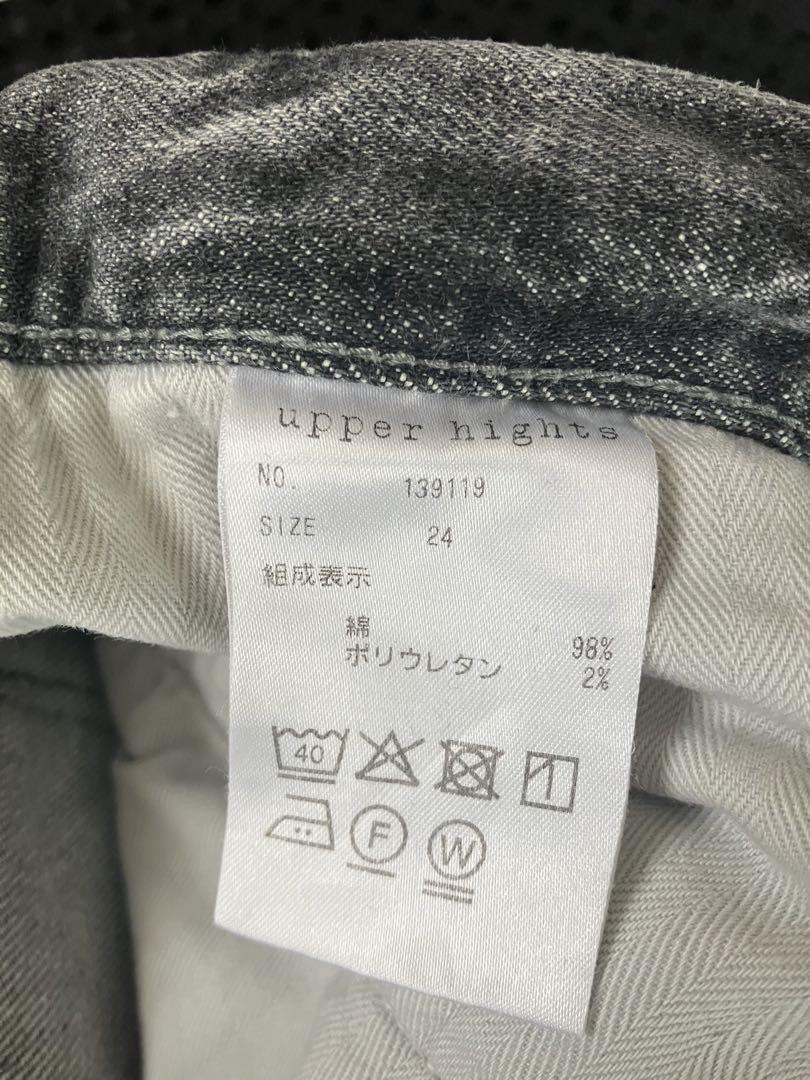 upper hights
NO. 139119
SIZE 24
組成表示
綿 98%
ポリウレタン 2%
40
F W